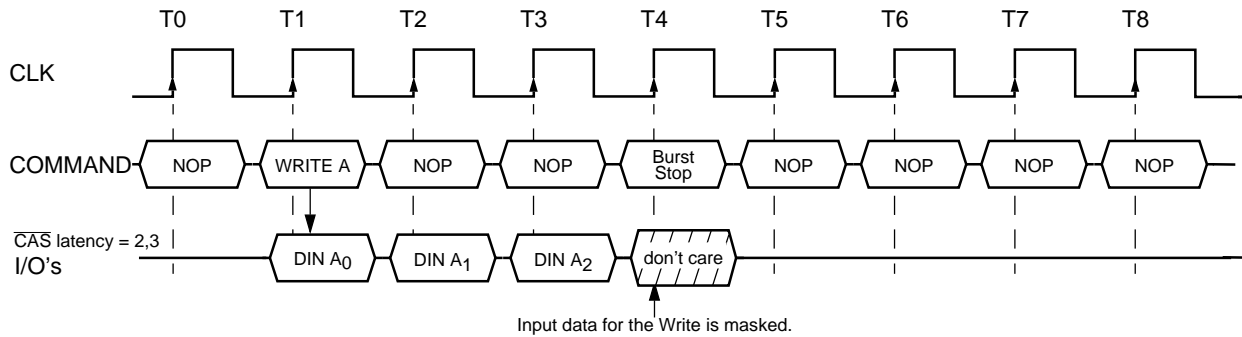 T0 T1 T2 T3 T4 T5 T6 T7 T8
CLK
COMMAND NOP WRITE A NOP NOP Burst Stop NOP NOP NOP NOP
CAS latency = 2,3
I/O's DIN A0 DIN A1 DIN A2 don't care
Input data for the Write is masked.